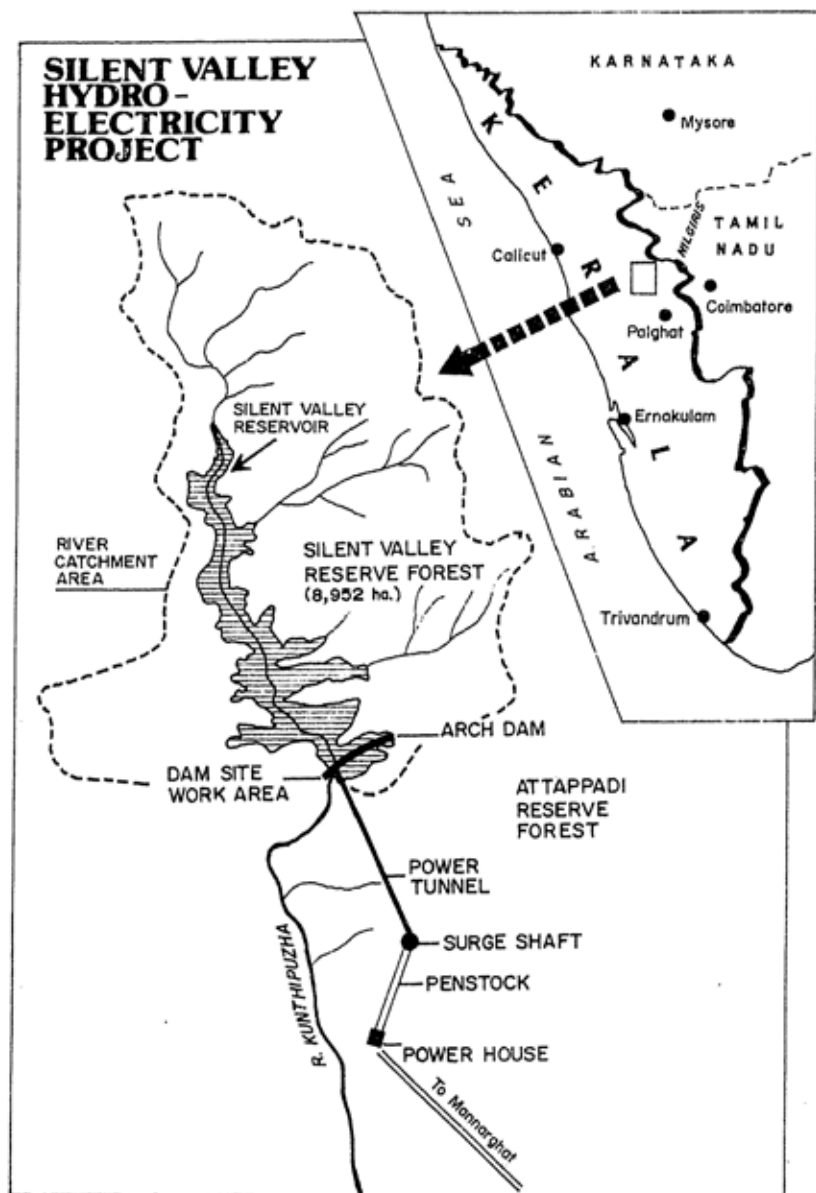 SILENT VALLEY
HYDRO-
ELECTRICITY
PROJECT
KARNATAKA
Mysore
KERALA
SEA
TAMIL
NADU
NILGIRIS
Calicut
Coimbatore
Palghat
Ernakulam
ARABIAN
Trivandrum
SILENT VALLEY
RESERVOIR
RIVER
CATCHMENT
AREA
SILENT VALLEY
RESERVE FOREST
(8,952 ha.)
ARCH DAM
DAM SITE
WORK AREA
ATTAPPADI
RESERVE
FOREST
POWER
TUNNEL
SURGE SHAFT
PENSTOCK
R. KUNTHIPUZHA
POWER HOUSE
To Mannarghat